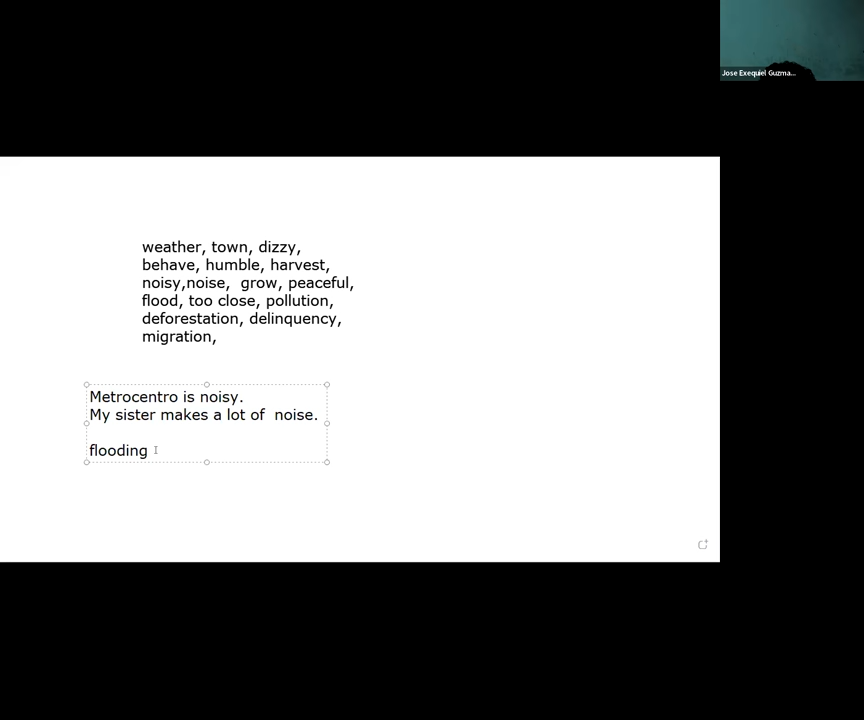 Jose Exequiel Guzma...
weather, town, dizzy,
behave, humble, harvest,
noisy,noise,  grow, peaceful,
flood, too close, pollution,
deforestation, delinquency,
migration,
Metrocentro is noisy.
My sister makes a lot of  noise.
flooding